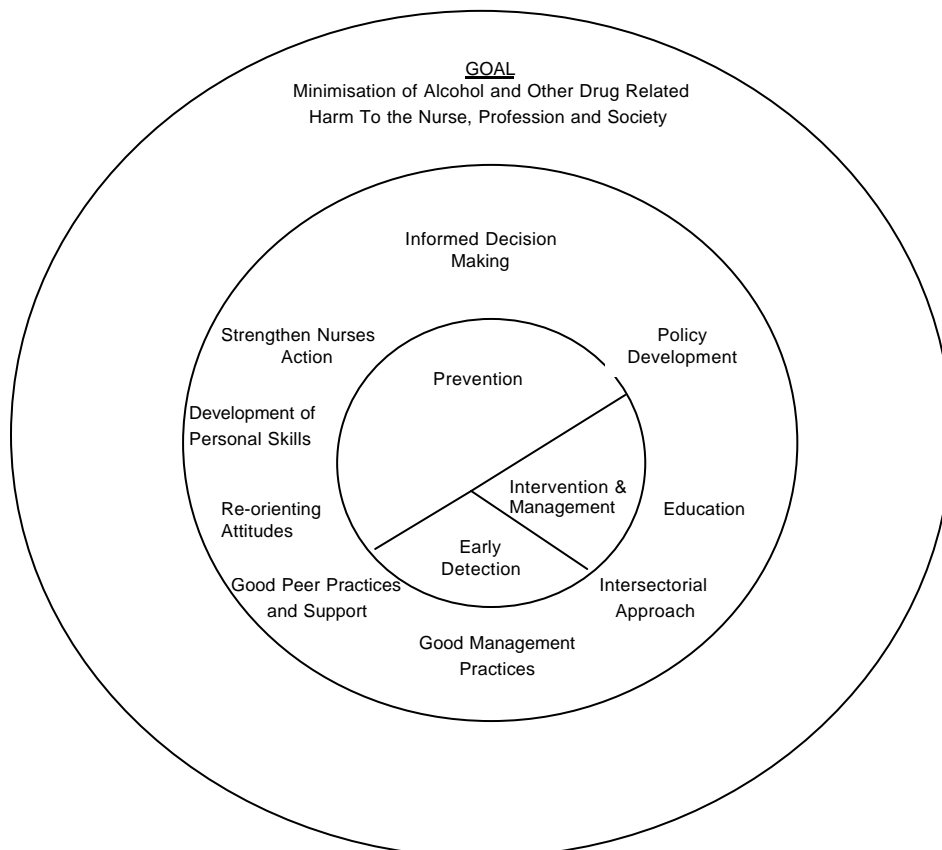 GOAL
Minimisation of Alcohol and Other Drug Related
Harm To the Nurse, Profession and Society
Informed Decision
Making
Strengthen Nurses
Action
Policy
Development
Prevention
Development of
Personal Skills
Intervention &
Management
Re-orienting
Attitudes
Education
Early
Detection
Good Peer Practices
and Support
Intersectorial
Approach
Good Management
Practices